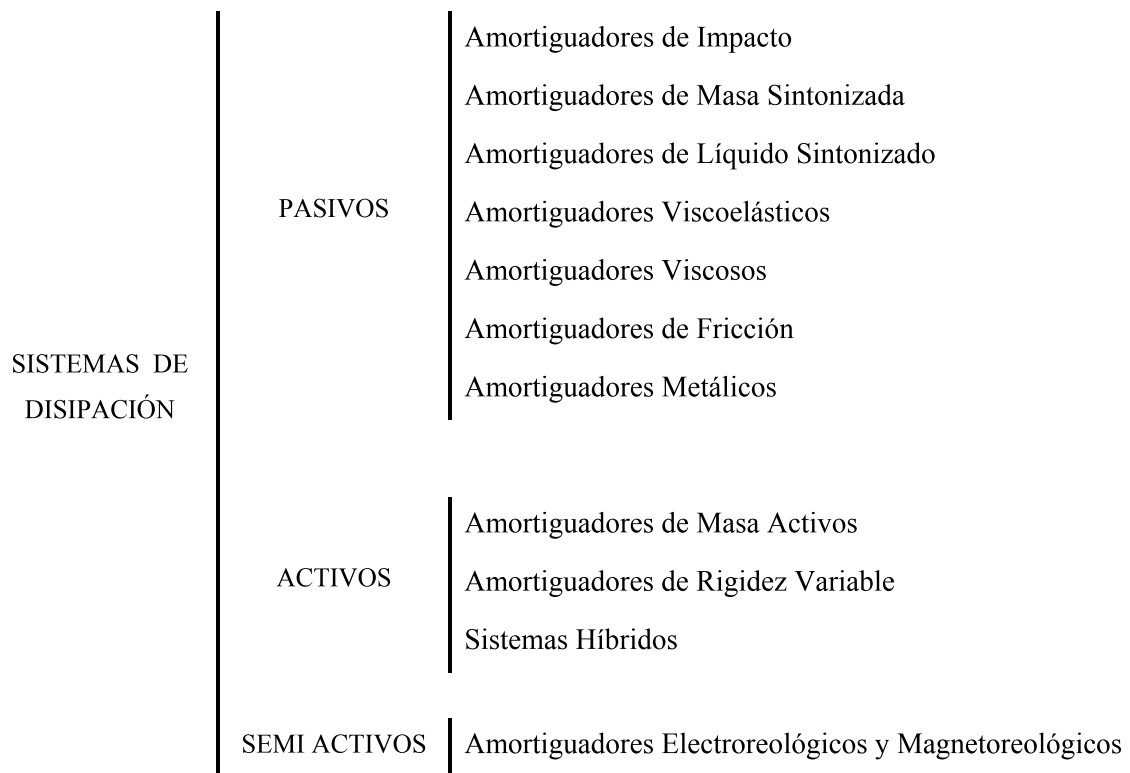 SISTEMAS DE
DISIPACIÓN
PASIVOS
Amortiguadores de Impacto
Amortiguadores de Masa Sintonizada
Amortiguadores de Líquido Sintonizado
Amortiguadores Viscoelásticos
Amortiguadores Viscosos
Amortiguadores de Fricción
Amortiguadores Metálicos
ACTIVOS
Amortiguadores de Masa Activos
Amortiguadores de Rigidez Variable
Sistemas Híbridos
SEMI ACTIVOS
Amortiguadores Electroreológicos y Magnetoreológicos